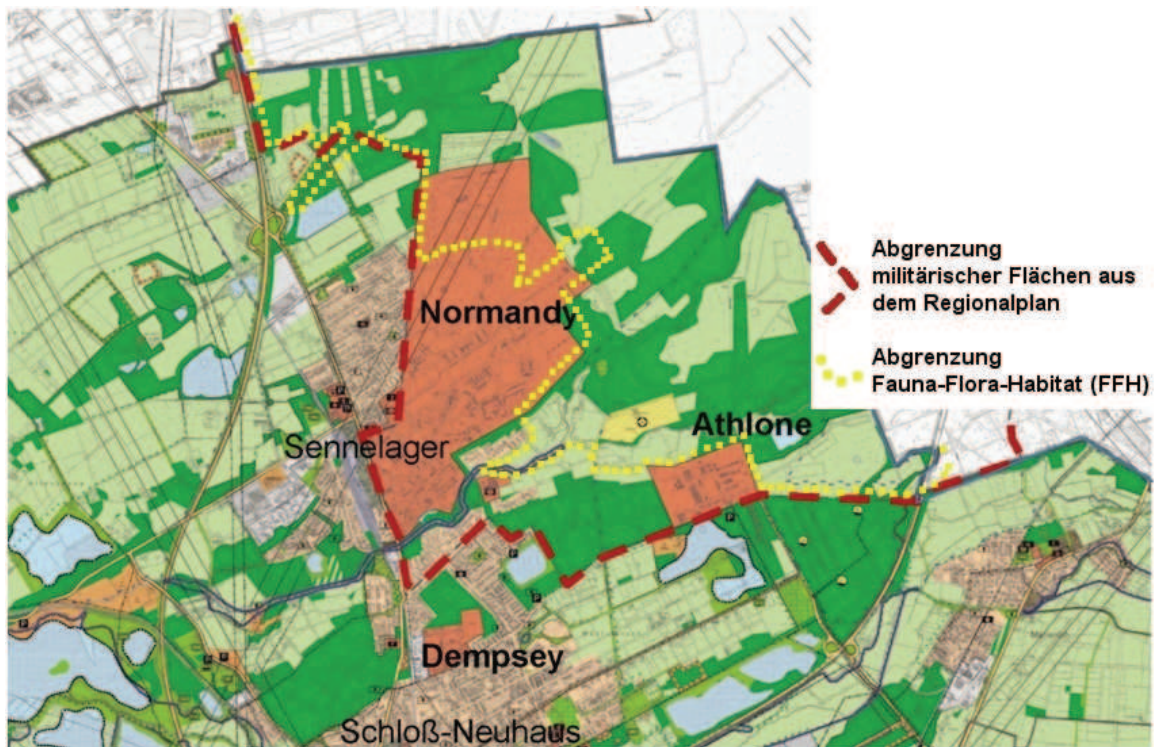 Abgrenzung
militärischer Flächen aus
dem Regionalplan
Abgrenzung
Fauna-Flora-Habitat (FFH)
Normandy
Athlone
Sennelager
Dempsey
Schloß-Neuhaus